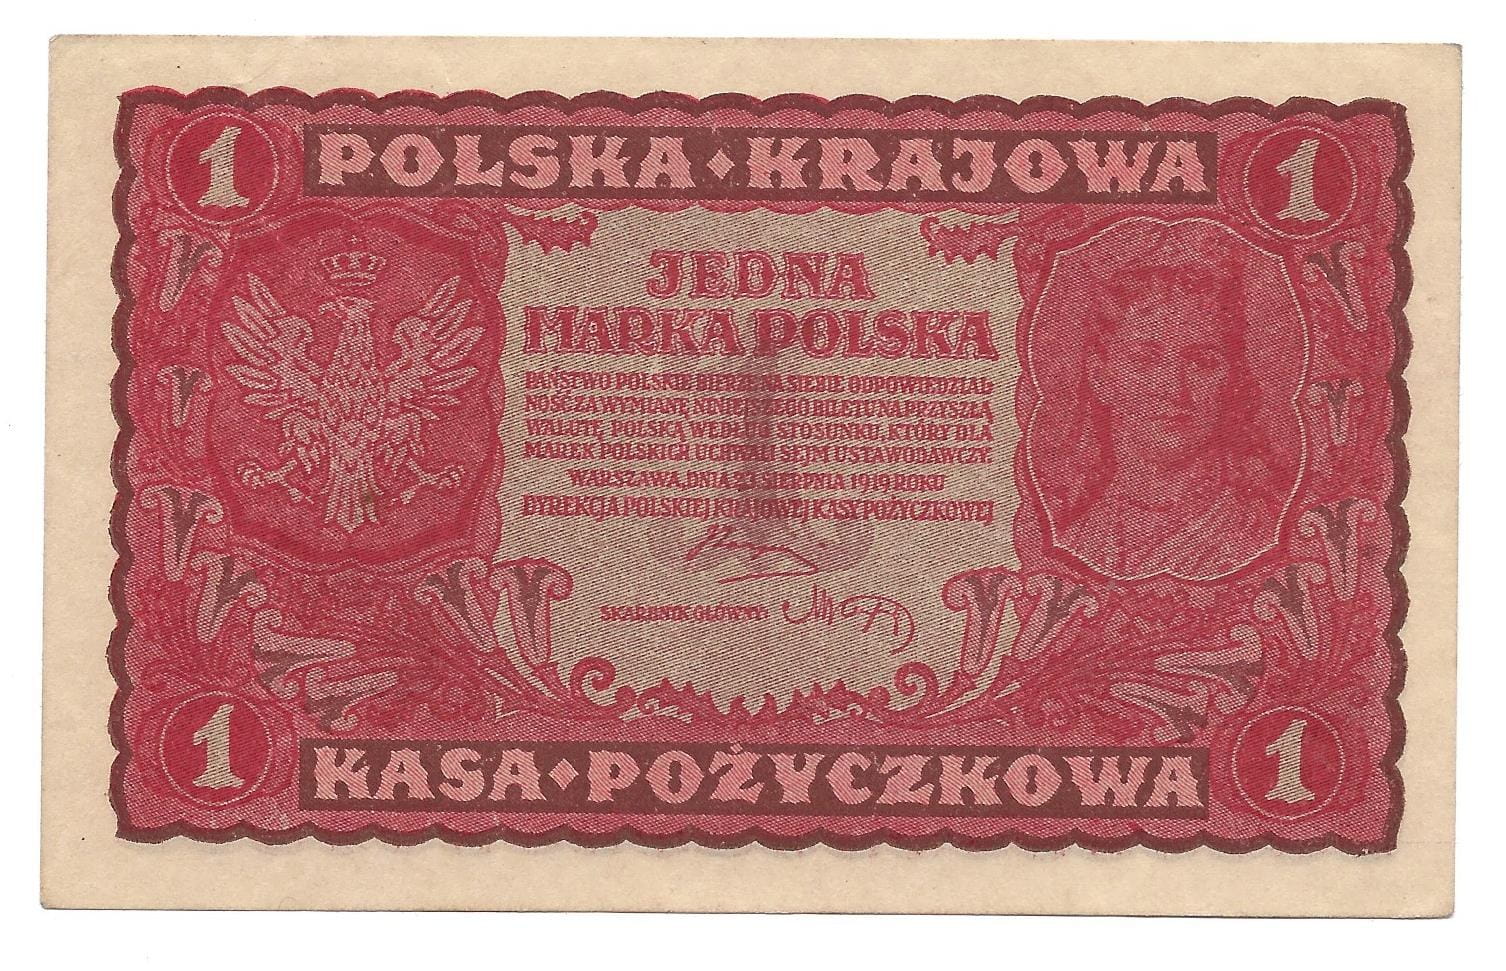 1 POLSKA • KRAJOWA 1
JEDNA
MARKA POLSKA
PAŃSTWO POLSKIE BIERZE NA SIEBIE ODPOWIEDZIAL-
NOŚĆ ZA WYMIANĘ NINIEJSZEGO BILETU NA PRZYSZŁĄ
WALUTĘ POLSKĄ WEDŁUG STOSUNKU, KTÓRY DLA
MAREK POLSKICH UCHWALI SEJM USTAWODAWCZY.
WARSZAWA, DNIA 23 SIERPNIA 1919 ROKU
DYREKCJA POLSKIEJ KRAJOWEJ KASY POŻYCZKOWEJ
SKARBNIK GŁÓWNY:
1 KASA • POŻYCZKOWA 1